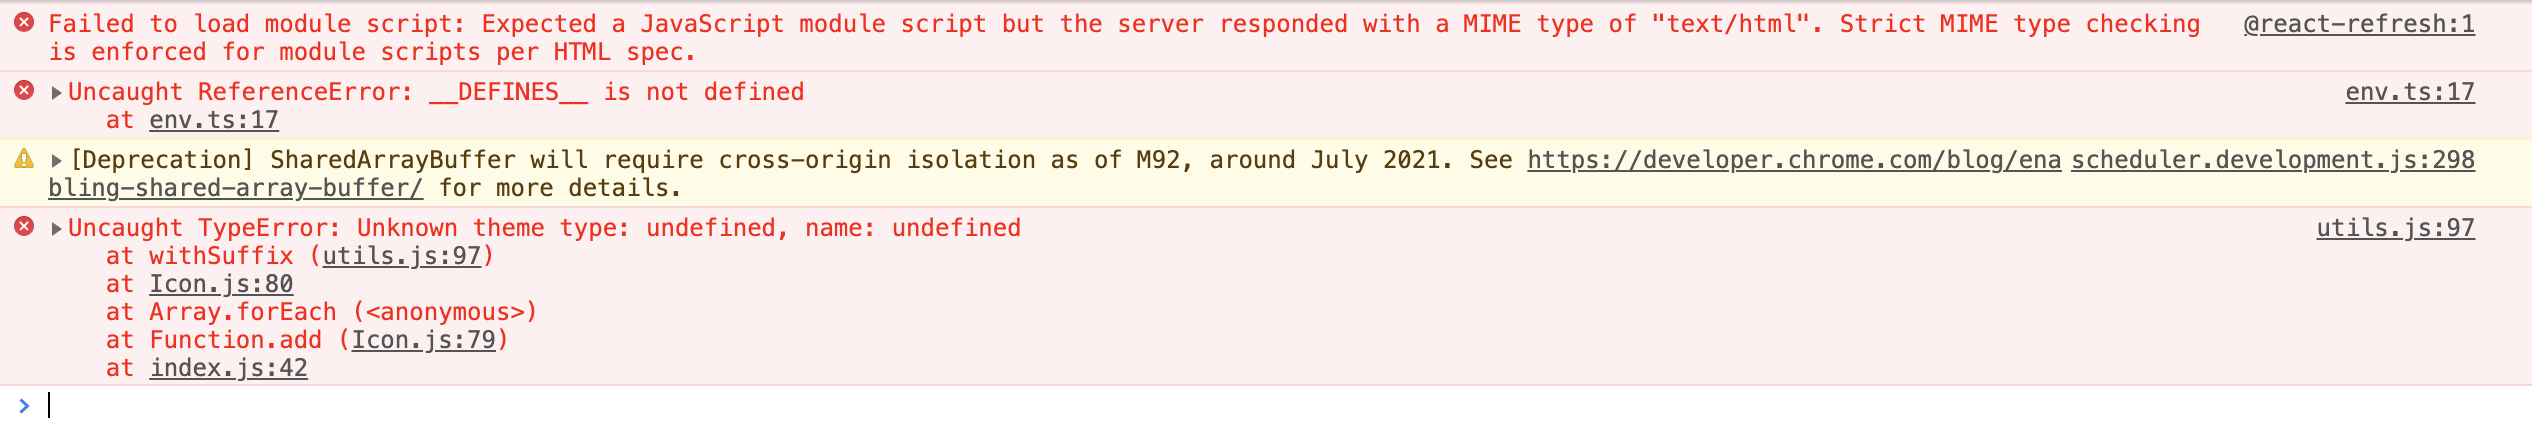 Failed to load module script: Expected a JavaScript module script but the server responded with a MIME type of "text/html". Strict MIME type checking @react-refresh:1
is enforced for module scripts per HTML spec.
Uncaught ReferenceError: __DEFINES__ is not defined env.ts:17
at env.ts:17
[Deprecation] SharedArrayBuffer will require cross-origin isolation as of M92, around July 2021. See https://developer.chrome.com/blog/ena scheduler.development.js:298
bling-shared-array-buffer/ for more details.
Uncaught TypeError: Unknown theme type: undefined, name: undefined utils.js:97
at withSuffix (utils.js:97)
at Icon.js:80
at Array.forEach (<anonymous>)
at Function.add (Icon.js:79)
at index.js:42